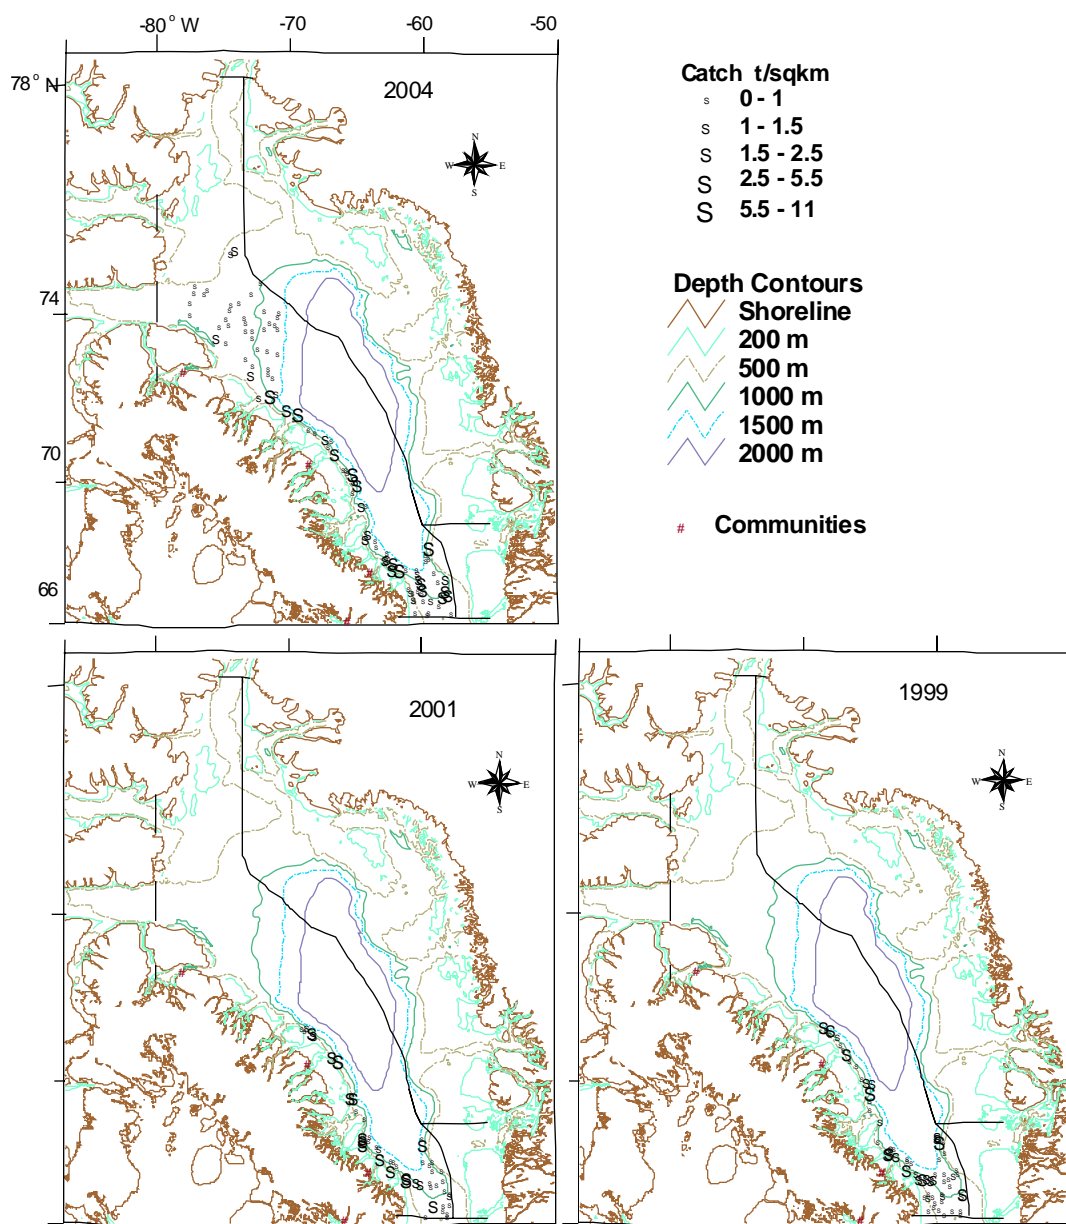 -80° W -70 -60 -50
78° N
2004
N
W E
S
74
70
66
Catch t/sqkm
s 0 - 1
s 1 - 1.5
S 1.5 - 2.5
S 2.5 - 5.5
S 5.5 - 11
Depth Contours
Shoreline
200 m
500 m
1000 m
1500 m
2000 m
# Communities
2001
N
W E
S
1999
N
W E
S